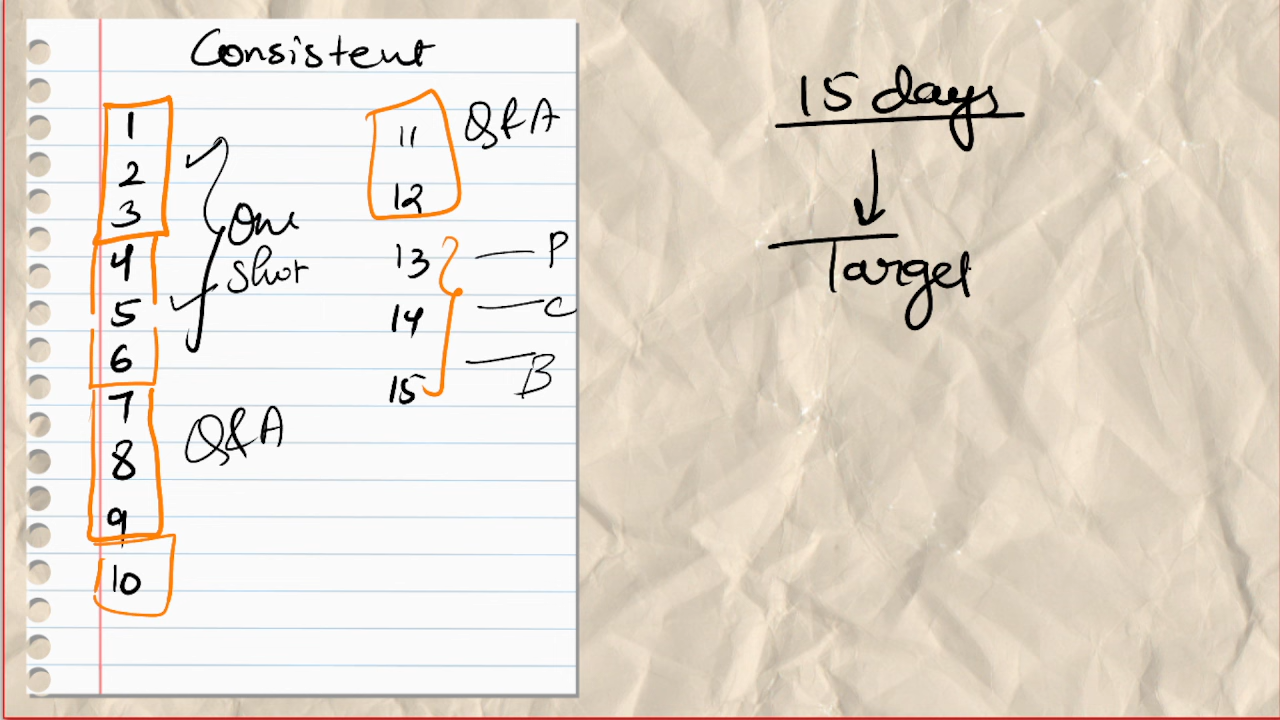 Consistent
1
2
3
4
5
6
7
8
9
10
One
Shot
Q&A
11
12
Q&A
13 — P
14 — C
15 — B
15 days
Target